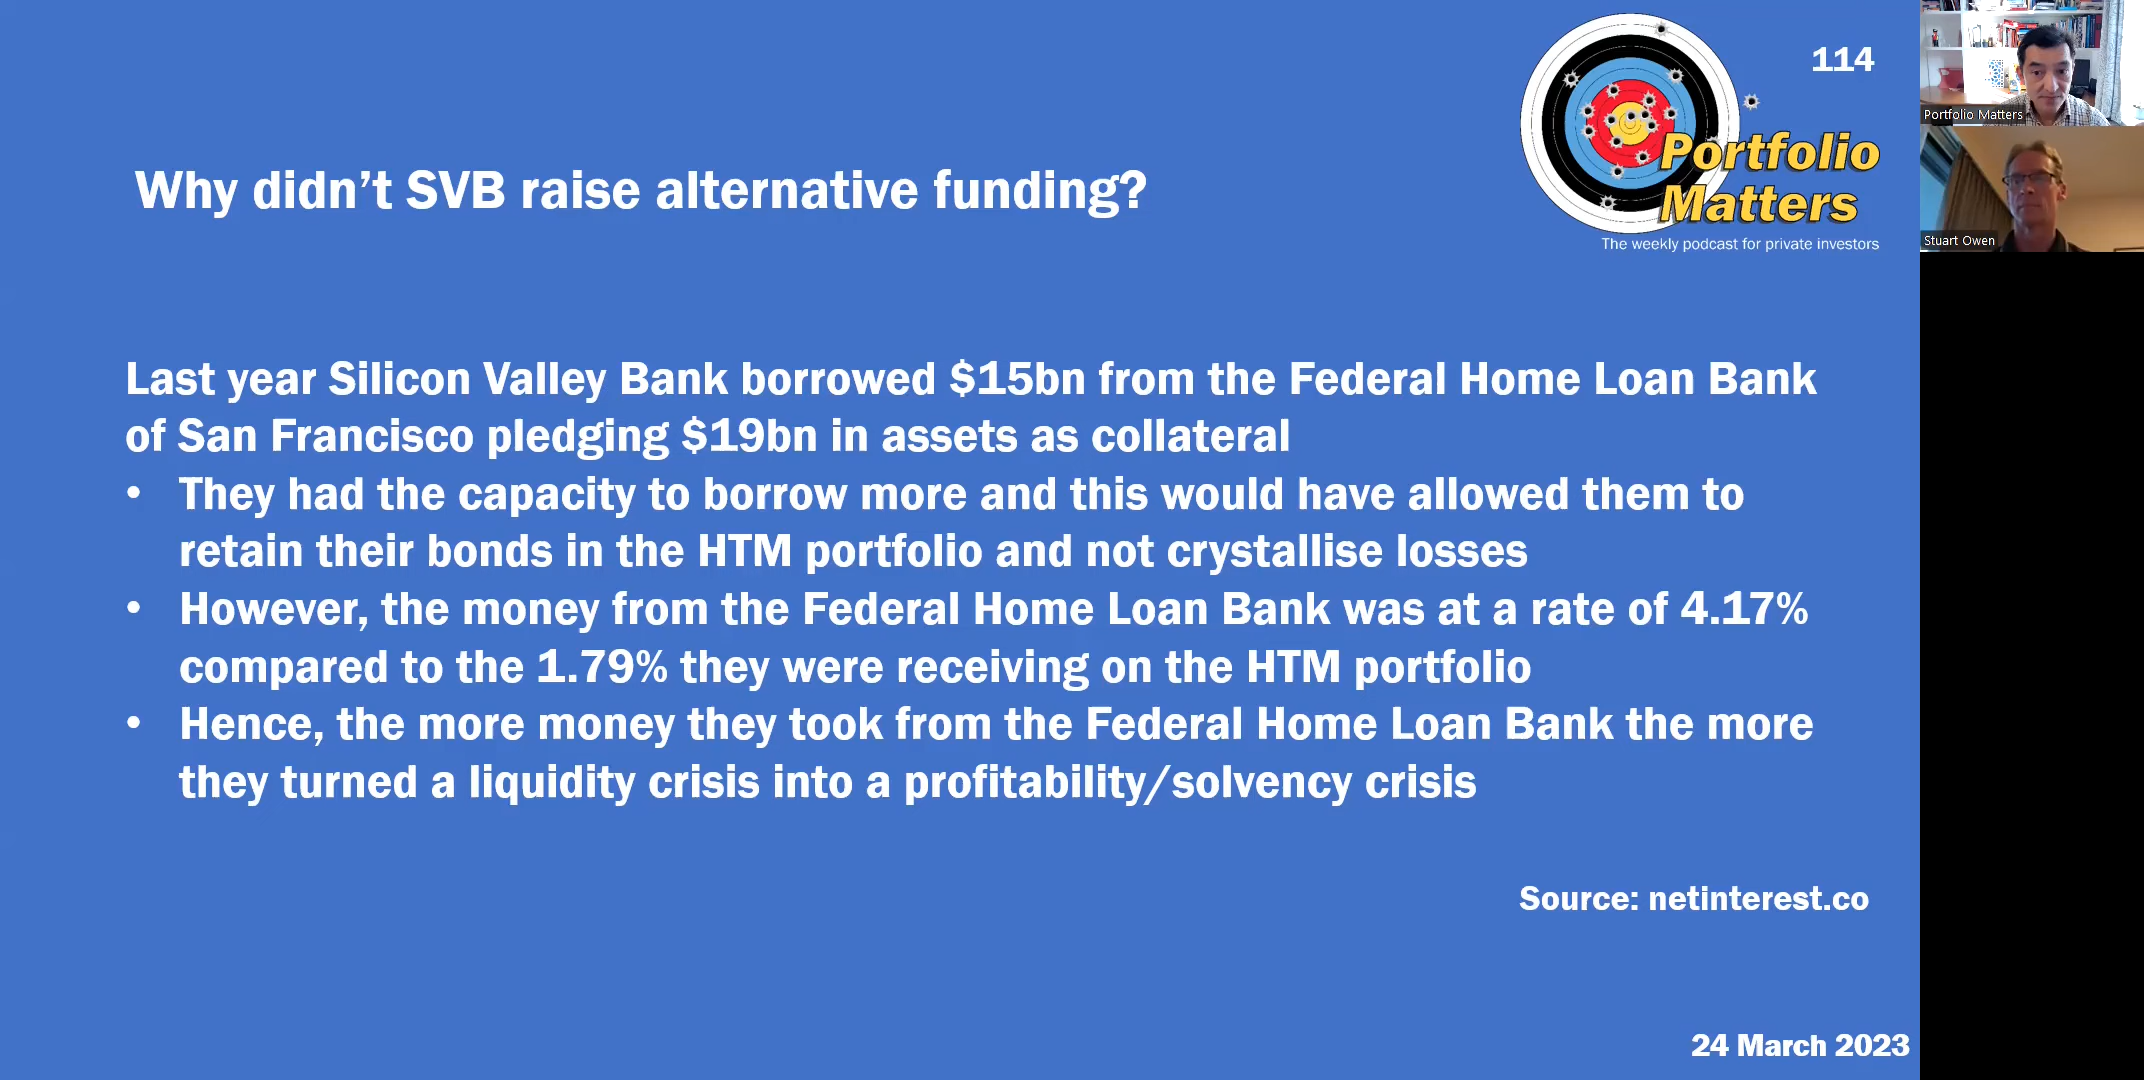 114
Portfolio
Matters
The weekly podcast for private investors
Why didn't SVB raise alternative funding?
Last year Silicon Valley Bank borrowed $15bn from the Federal Home Loan Bank
of San Francisco pledging $19bn in assets as collateral
• They had the capacity to borrow more and this would have allowed them to
retain their bonds in the HTM portfolio and not crystallise losses
• However, the money from the Federal Home Loan Bank was at a rate of 4.17%
compared to the 1.79% they were receiving on the HTM portfolio
• Hence, the more money they took from the Federal Home Loan Bank the more
they turned a liquidity crisis into a profitability/solvency crisis
Source: netinterest.co
24 March 2023
Portfolio Matters
Stuart Owen